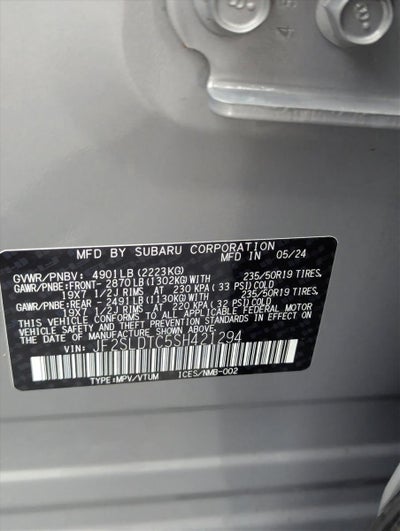 MFD BY SUBARU CORPORATION
MFD IN 05/24
GVWR/PNBV: 4901LB (2223KG)
GAWR/PNBE:FRONT- 2870LB (1302KG)WITH 235/50R19 TIRES,
19X7 1/2J RIMS AT 230 KPA ( 33 PSI) COLD
GAWR/PNBE:REAR - 2491LB (1130KG)WITH 235/50R19 TIRES,
19X7 1/2J RIMS AT 220 KPA ( 32 PSI) COLD
THIS VEHICLE CONFORMS TO ALL APPLICABLE FEDERAL MOTOR
VEHICLE SAFETY AND THEFT PREVENTION STANDARDS IN EFFECT
ON THE DATE OF MANUFACTURE SHOWN ABOVE.
TYPE:MPV/VTUM ICES/NMB-002